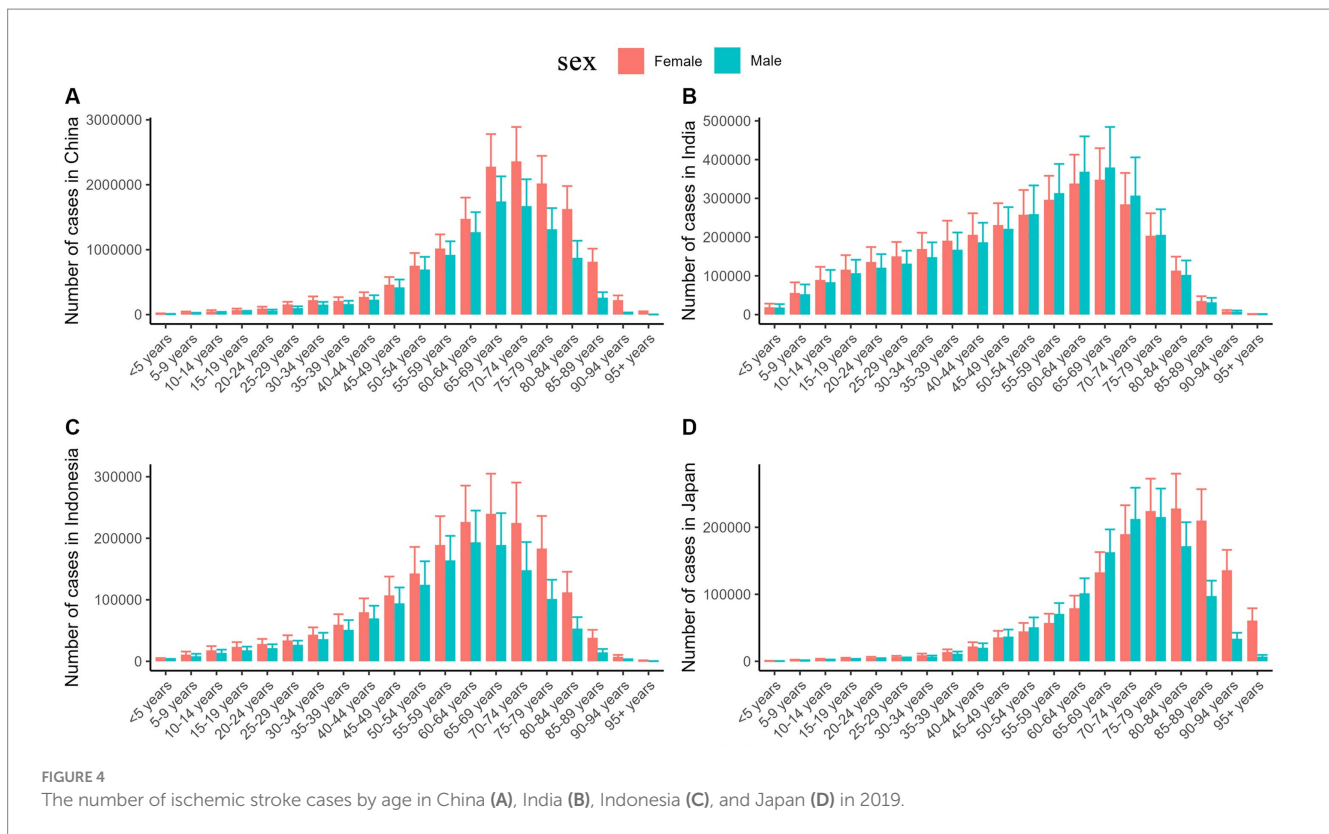 sex Female Male
A
Number of cases in China
3000000
2000000
1000000
0
<5 years
5-9 years
10-14 years
15-19 years
20-24 years
25-29 years
30-34 years
35-39 years
40-44 years
45-49 years
50-54 years
55-59 years
60-64 years
65-69 years
70-74 years
75-79 years
80-84 years
85-89 years
90-94 years
95+ years
B
Number of cases in India
500000
400000
300000
200000
100000
0
<5 years
5-9 years
10-14 years
15-19 years
20-24 years
25-29 years
30-34 years
35-39 years
40-44 years
45-49 years
50-54 years
55-59 years
60-64 years
65-69 years
70-74 years
75-79 years
80-84 years
85-89 years
90-94 years
95+ years
C
Number of cases in Indonesia
300000
200000
100000
0
<5 years
5-9 years
10-14 years
15-19 years
20-24 years
25-29 years
30-34 years
35-39 years
40-44 years
45-49 years
50-54 years
55-59 years
60-64 years
65-69 years
70-74 years
75-79 years
80-84 years
85-89 years
90-94 years
95+ years
D
Number of cases in Japan
200000
100000
0
<5 years
5-9 years
10-14 years
15-19 years
20-24 years
25-29 years
30-34 years
35-39 years
40-44 years
45-49 years
50-54 years
55-59 years
60-64 years
65-69 years
70-74 years
75-79 years
80-84 years
85-89 years
90-94 years
95+ years
FIGURE 4
The number of ischemic stroke cases by age in China (A), India (B), Indonesia (C), and Japan (D) in 2019.